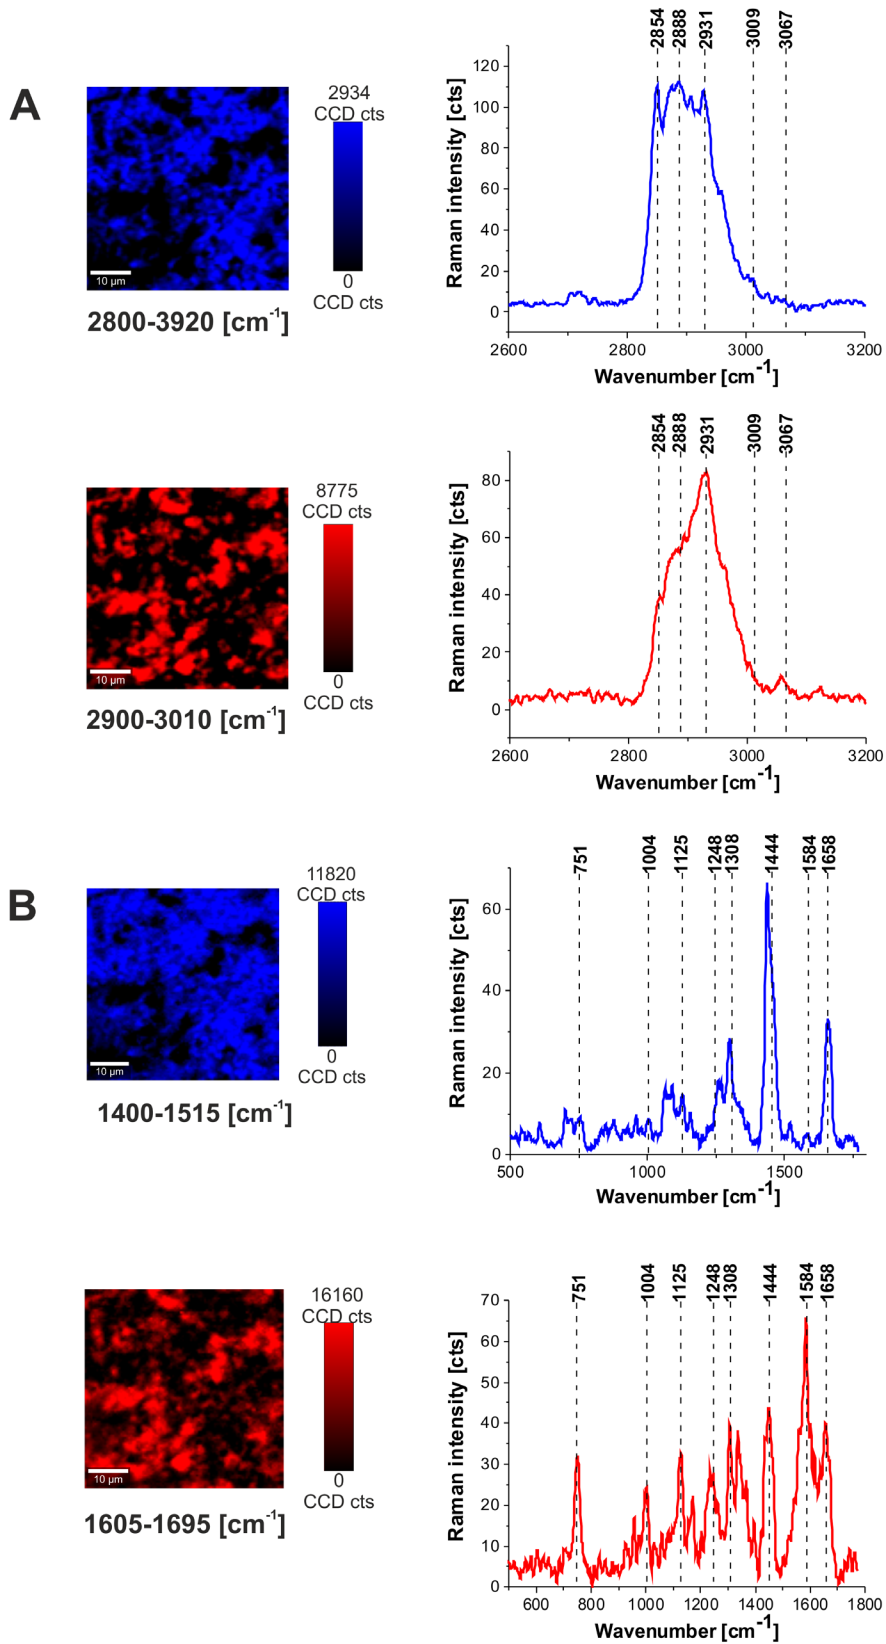 A
2934
CCD cts
0
CCD cts
10 µm
2800-3920 [cm-1]
2854
2888
2931
3009
3067
Raman intensity [cts]
120
100
80
60
40
20
0
2600
2800
3000
3200
Wavenumber [cm-1]
8775
CCD cts
0
CCD cts
10 µm
2900-3010 [cm-1]
2854
2888
2931
3009
3067
Raman intensity [cts]
80
60
40
20
0
2600
2800
3000
3200
Wavenumber [cm-1]
B
11820
CCD cts
0
CCD cts
10 µm
1400-1515 [cm-1]
751
1004
1125
1248
1308
1444
1584
1658
Raman intensity [cts]
60
40
20
0
500
1000
1500
Wavenumber [cm-1]
16160
CCD cts
0
CCD cts
10 µm
1605-1695 [cm-1]
751
1004
1125
1248
1308
1444
1584
1658
Raman intensity [cts]
70
60
50
40
30
20
10
0
600
800
1000
1200
1400
1600
1800
Wavenumber [cm-1]